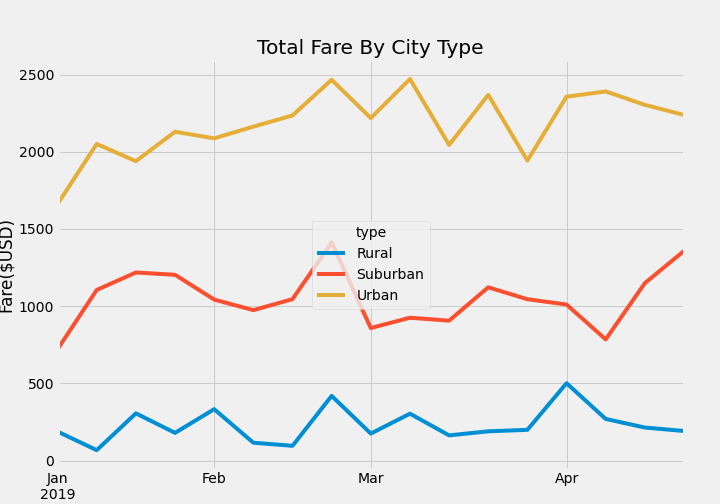 Total Fare By City Type
2500
2000
1500
1000
500
0
Fare($USD)
type
Rural
Suburban
Urban
Jan
2019
Feb
Mar
Apr